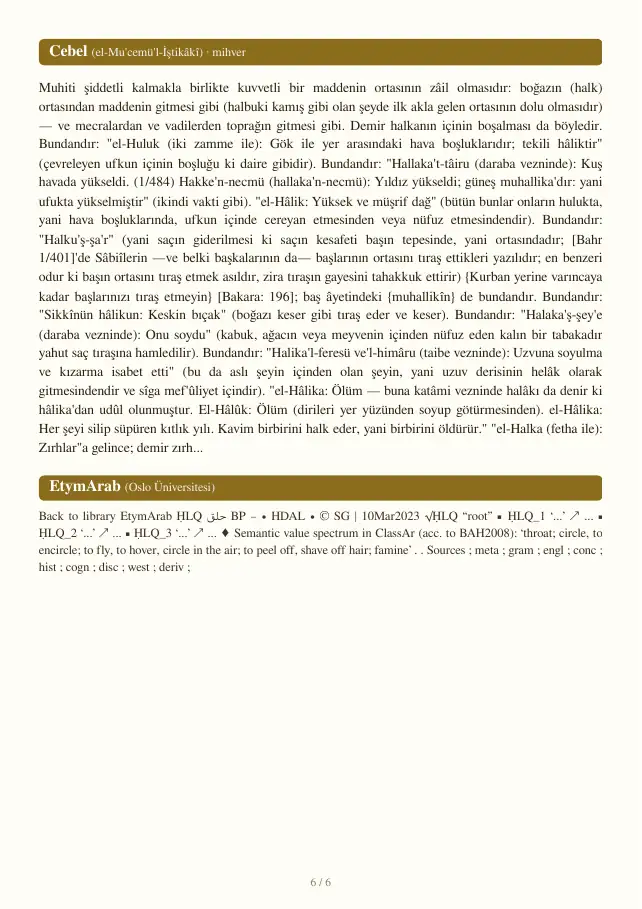 Cebel (el-Mu'cemü'l-İştikâkî) · mihver
Muhiti şiddetli kalmakla birlikte kuvvetli bir maddenin ortasının zâil olmasıdır: boğazın (halk)
ortasından maddenin gitmesi gibi (halbuki kamış gibi olan şeyde ilk akla gelen ortasının dolu olmasıdır)
— ve mecralardan ve vadilerden toprağın gitmesi gibi. Demir halkanın içinin boşalması da böyledir.
Bundandır: "el-Huluk (iki zamme ile): Gök ile yer arasındaki hava boşluklarıdır; tekili hâliktir"
(çevreleyen ufkun içinin boşluğu ki daire gibidir). Bundandır: "Hallaka't-tâiru (daraba vezninde): Kuş
havada yükseldi. (1/484) Hakke'n-necmü (hallaka'n-necmü): Yıldız yükseldi; güneş muhallika'dır: yani
ufukta yükselmiştir" (ikindi vakti gibi). "el-Hâlik: Yüksek ve müşrif dağ" (bütün bunlar onların hulukta,
yani hava boşluklarında, ufkun içinde cereyan etmesinden veya nüfuz etmesindendir). Bundandır:
"Halku'ş-şa'r" (yani saçın giderilmesi ki saçın kesafeti başın tepesinde, yani ortasındadır; [Bahr
1/401]'de Sâbiîlerin —ve belki başkalarının da— başlarının ortasını tıraş ettikleri yazılıdır; en benzeri
odur ki başın ortasını tıraş etmek asıldır, zira tıraşın gayesini tahakkuk ettirir) {Kurban yerine varıncaya
kadar başlarınızı tıraş etmeyin} [Bakara: 196]; baş âyetindeki {muhallikîn} de bundandır. Bundandır:
"Sikkînün hâlikun: Keskin bıçak" (boğazı keser gibi tıraş eder ve keser). Bundandır: "Halaka'ş-şey'e
(daraba vezninde): Onu soydu" (kabuk, ağacın veya meyvenin içinden nüfuz eden kalın bir tabakadır
yahut saç tıraşına hamledilir). Bundandır: "Halika'l-feresü ve'l-himâru (taibe vezninde): Uzvuna soyulma
ve kızarma isabet etti" (bu da aslı şeyin içinden olan şeyin, yani uzuv derisinin helâk olarak
gitmesindendir ve sîga mef'ûliyet içindir). "el-Hâlika: Ölüm — buna katâmi vezninde halâkı da denir ki
hâlika'dan udûl olunmuştur. El-Hâlûk: Ölüm (dirileri yer yüzünden soyup götürmesinden). el-Hâlika:
Her şeyi silip süpüren kıtlık yılı. Kavim birbirini halk eder, yani birbirini öldürür." "el-Halka (fetha ile):
Zırhlar"a gelince; demir zırh...
EtymArab (Oslo Üniversitesi)
Back to library EtymArab ḤLQ حلق BP – • HDAL • © SG | 10Mar2023 √ḤLQ “root” ▪ ḤLQ_1 ‘...’ ↗ ... ▪
ḤLQ_2 ‘...’ ↗ ... ▪ ḤLQ_3 ‘...’ ↗ ... ♦ Semantic value spectrum in ClassAr (acc. to BAH2008): ‘throat; circle, to
encircle; to fly, to hover, circle in the air; to peel off, shave off hair; famine’ . . Sources ; meta ; gram ; engl ; conc ;
hist ; cogn ; disc ; west ; deriv ;
6 / 6